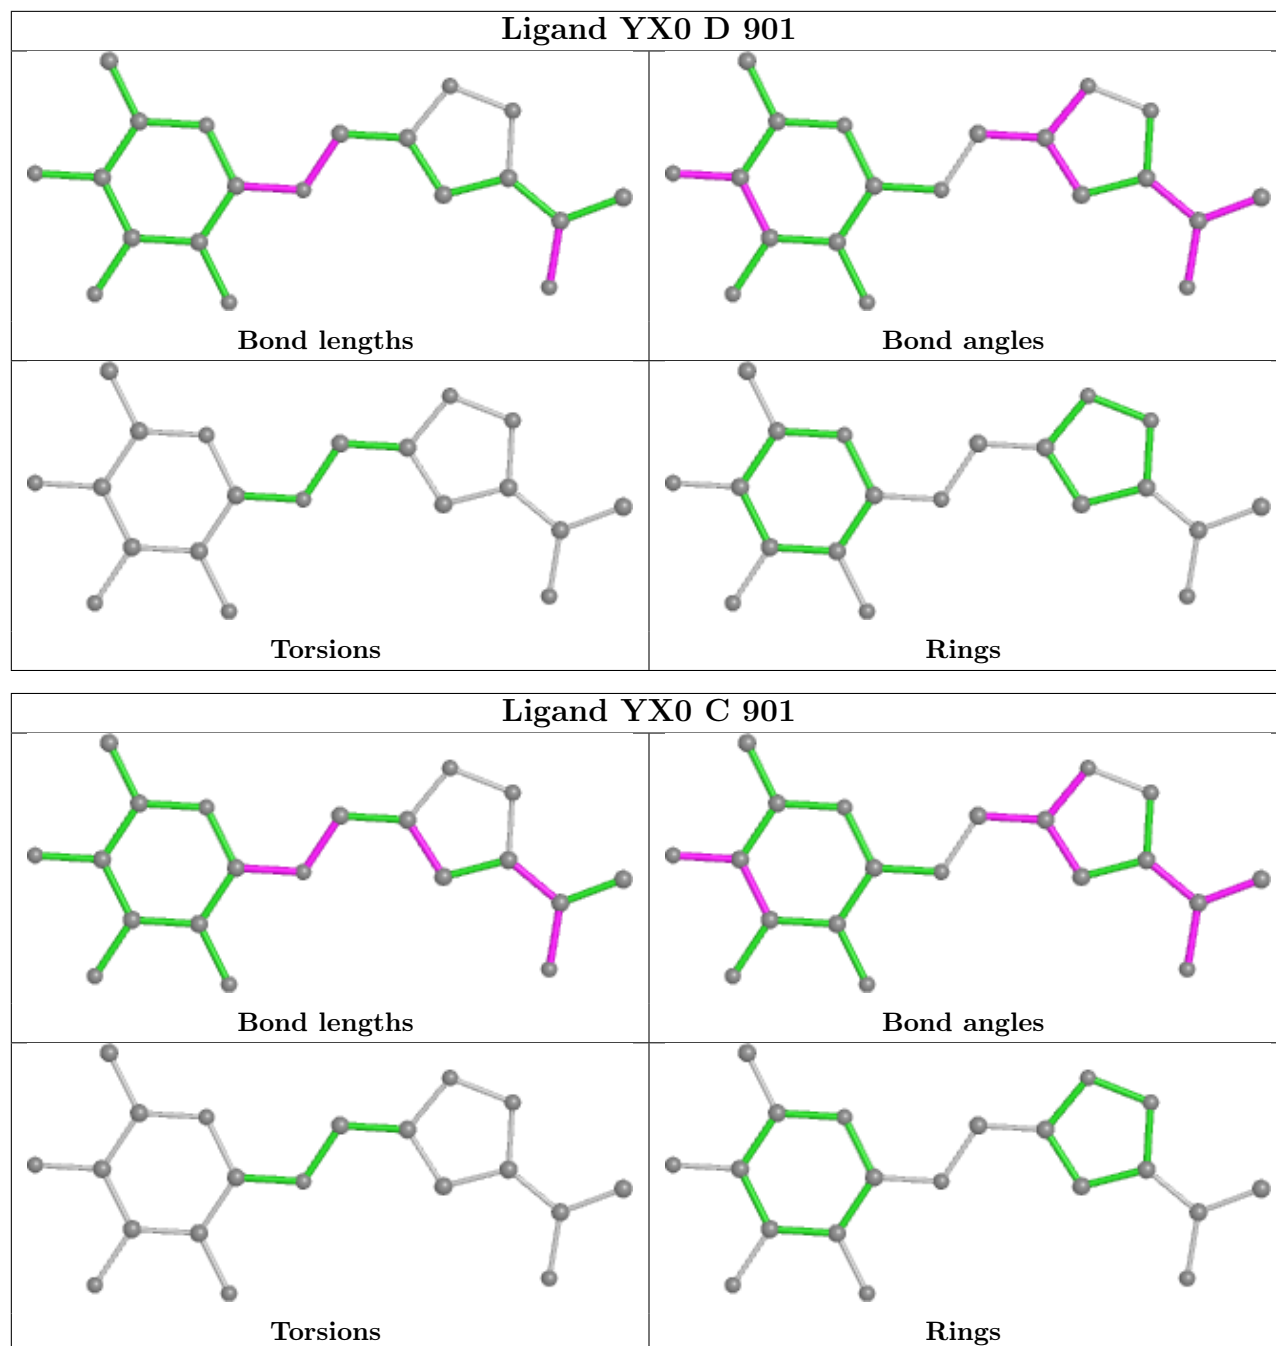 Ligand YX0 D 901
Bond lengths
Bond angles
Torsions
Rings
Ligand YX0 C 901
Bond lengths
Bond angles
Torsions
Rings